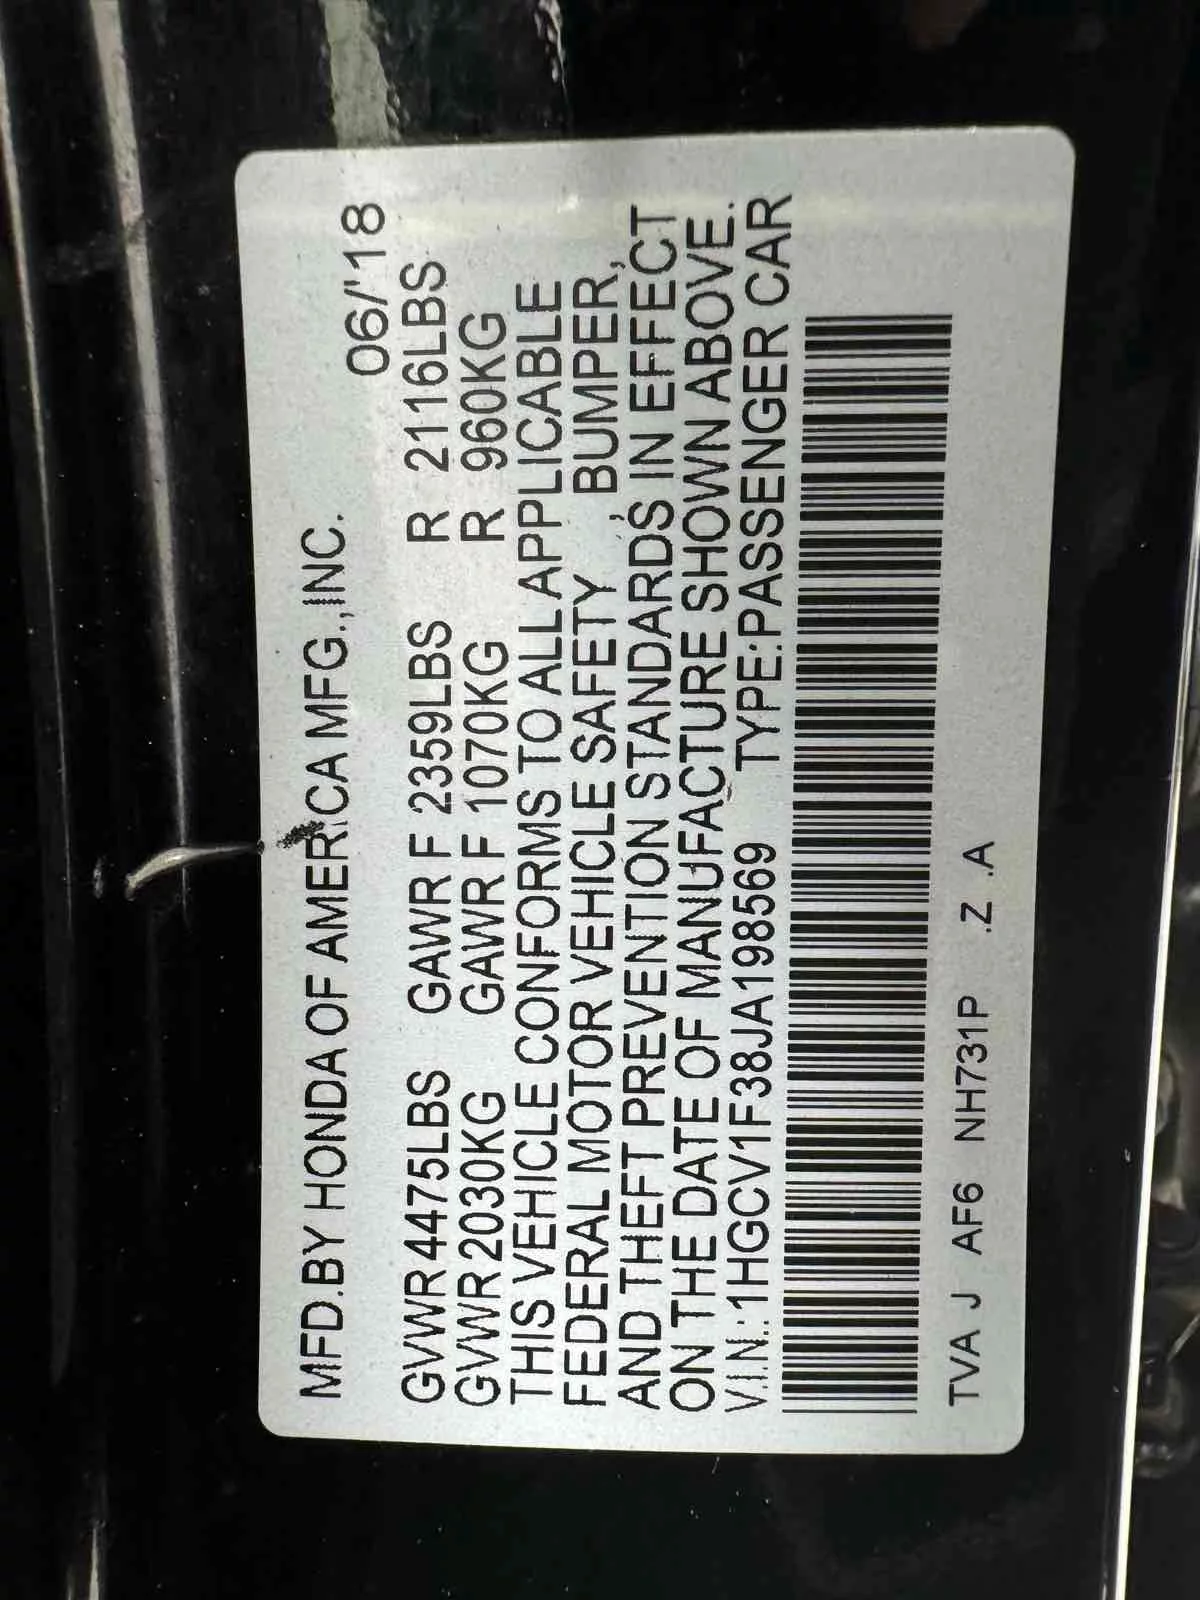 MFD.BY HONDA OF AMERICA MFG.,INC.
06/'18
GVWR 4475LBS GAWR F 2359LBS R 2116LBS
GVWR 2030KG GAWR F 1070KG R 960KG
THIS VEHICLE CONFORMS TO ALL APPLICABLE
FEDERAL MOTOR VEHICLE SAFETY , BUMPER,
AND THEFT PREVENTION STANDARDS IN EFFECT
ON THE DATE OF MANUFACTURE SHOWN ABOVE.
V.I.N.:1HGCV1F38JA198569 TYPE:PASSENGER CAR
TVA J AF6 NH731P .Z .A